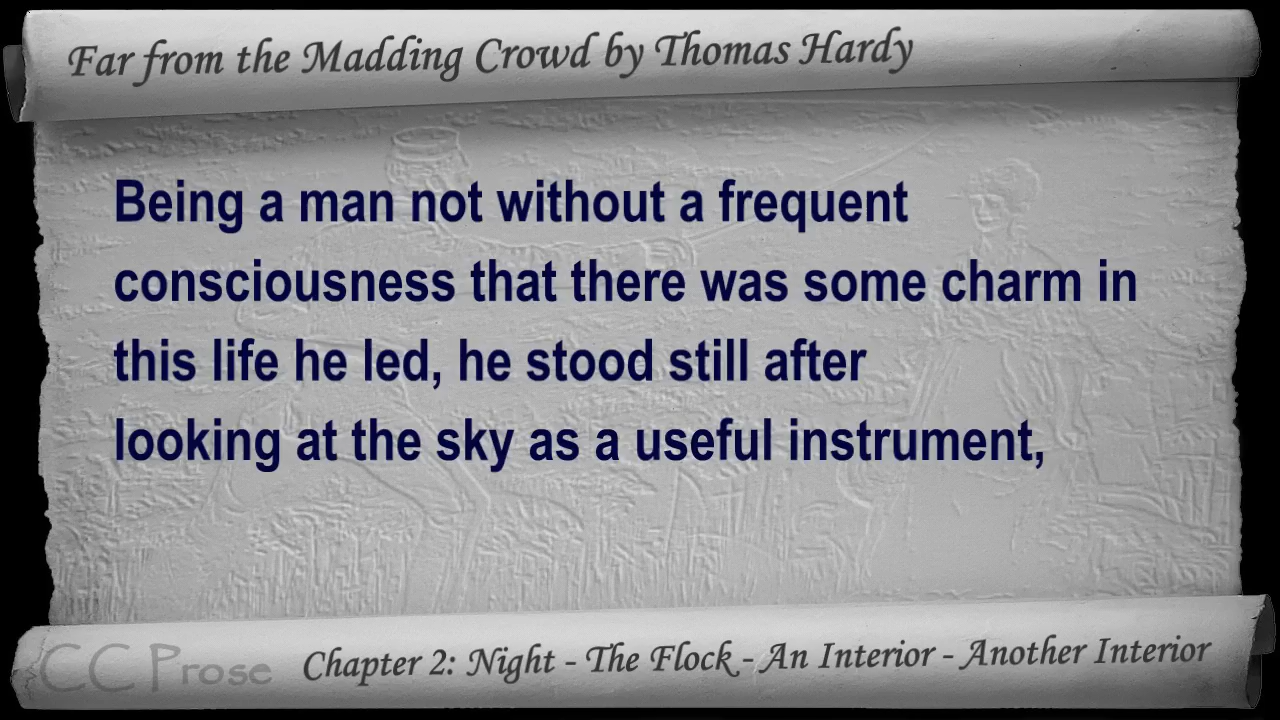 Far from the Madding Crowd by Thomas Hardy
Being a man not without a frequent
consciousness that there was some charm in
this life he led, he stood still after
looking at the sky as a useful instrument,
CC Prose
Chapter 2: Night - The Flock - An Interior - Another Interior